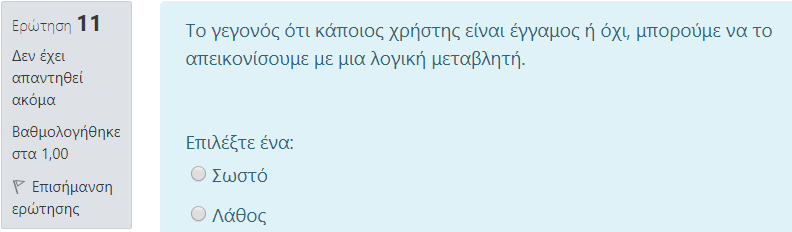 Ερώτηση 11
Δεν έχει
απαντηθεί
ακόμα
Βαθμολογήθηκε
στα 1,00
Επισήμανση
ερώτησης
Το γεγονός ότι κάποιος χρήστης είναι έγγαμος ή όχι, μπορούμε να το
απεικονίσουμε με μια λογική μεταβλητή.
Επιλέξτε ένα:
Σωστό
Λάθος